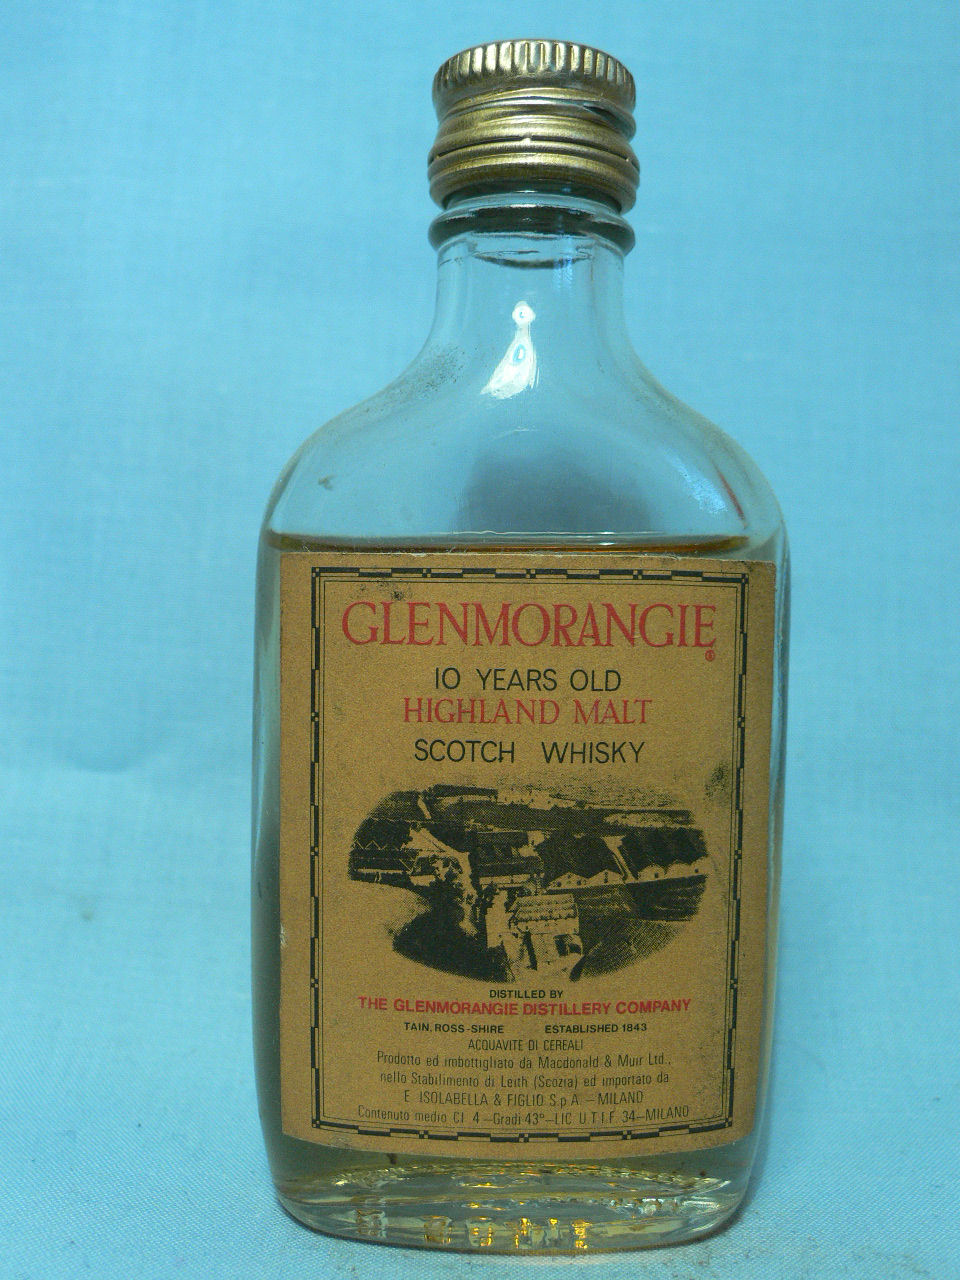 GLENMORANGIE
®
10 YEARS OLD
HIGHLAND MALT
SCOTCH WHISKY
DISTILLED BY
THE GLENMORANGIE DISTILLERY COMPANY
TAIN, ROSS-SHIRE ESTABLISHED 1843
ACQUAVITE DI CEREALI
Prodotto ed imbottigliato da Macdonald & Muir Ltd.,
nello Stabilimento di Leith (Scozia) ed importato da
E. ISOLABELLA & FIGLIO S.p.A. –MILANO
Contenuto medio Cl. 4–Gradi 43°–LIC U.T.I.F. 34–MILANO